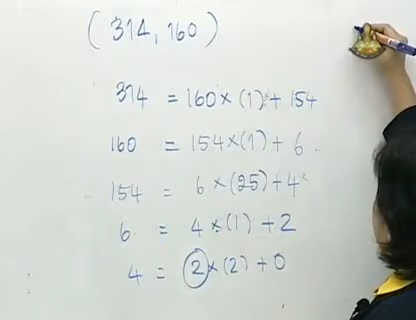 (314, 160)
314 = 160 × (1) + 154
160 = 154 × (1) + 6
154 = 6 × (25) + 4
6 = 4 × (1) + 2
4 = 2 × (2) + 0